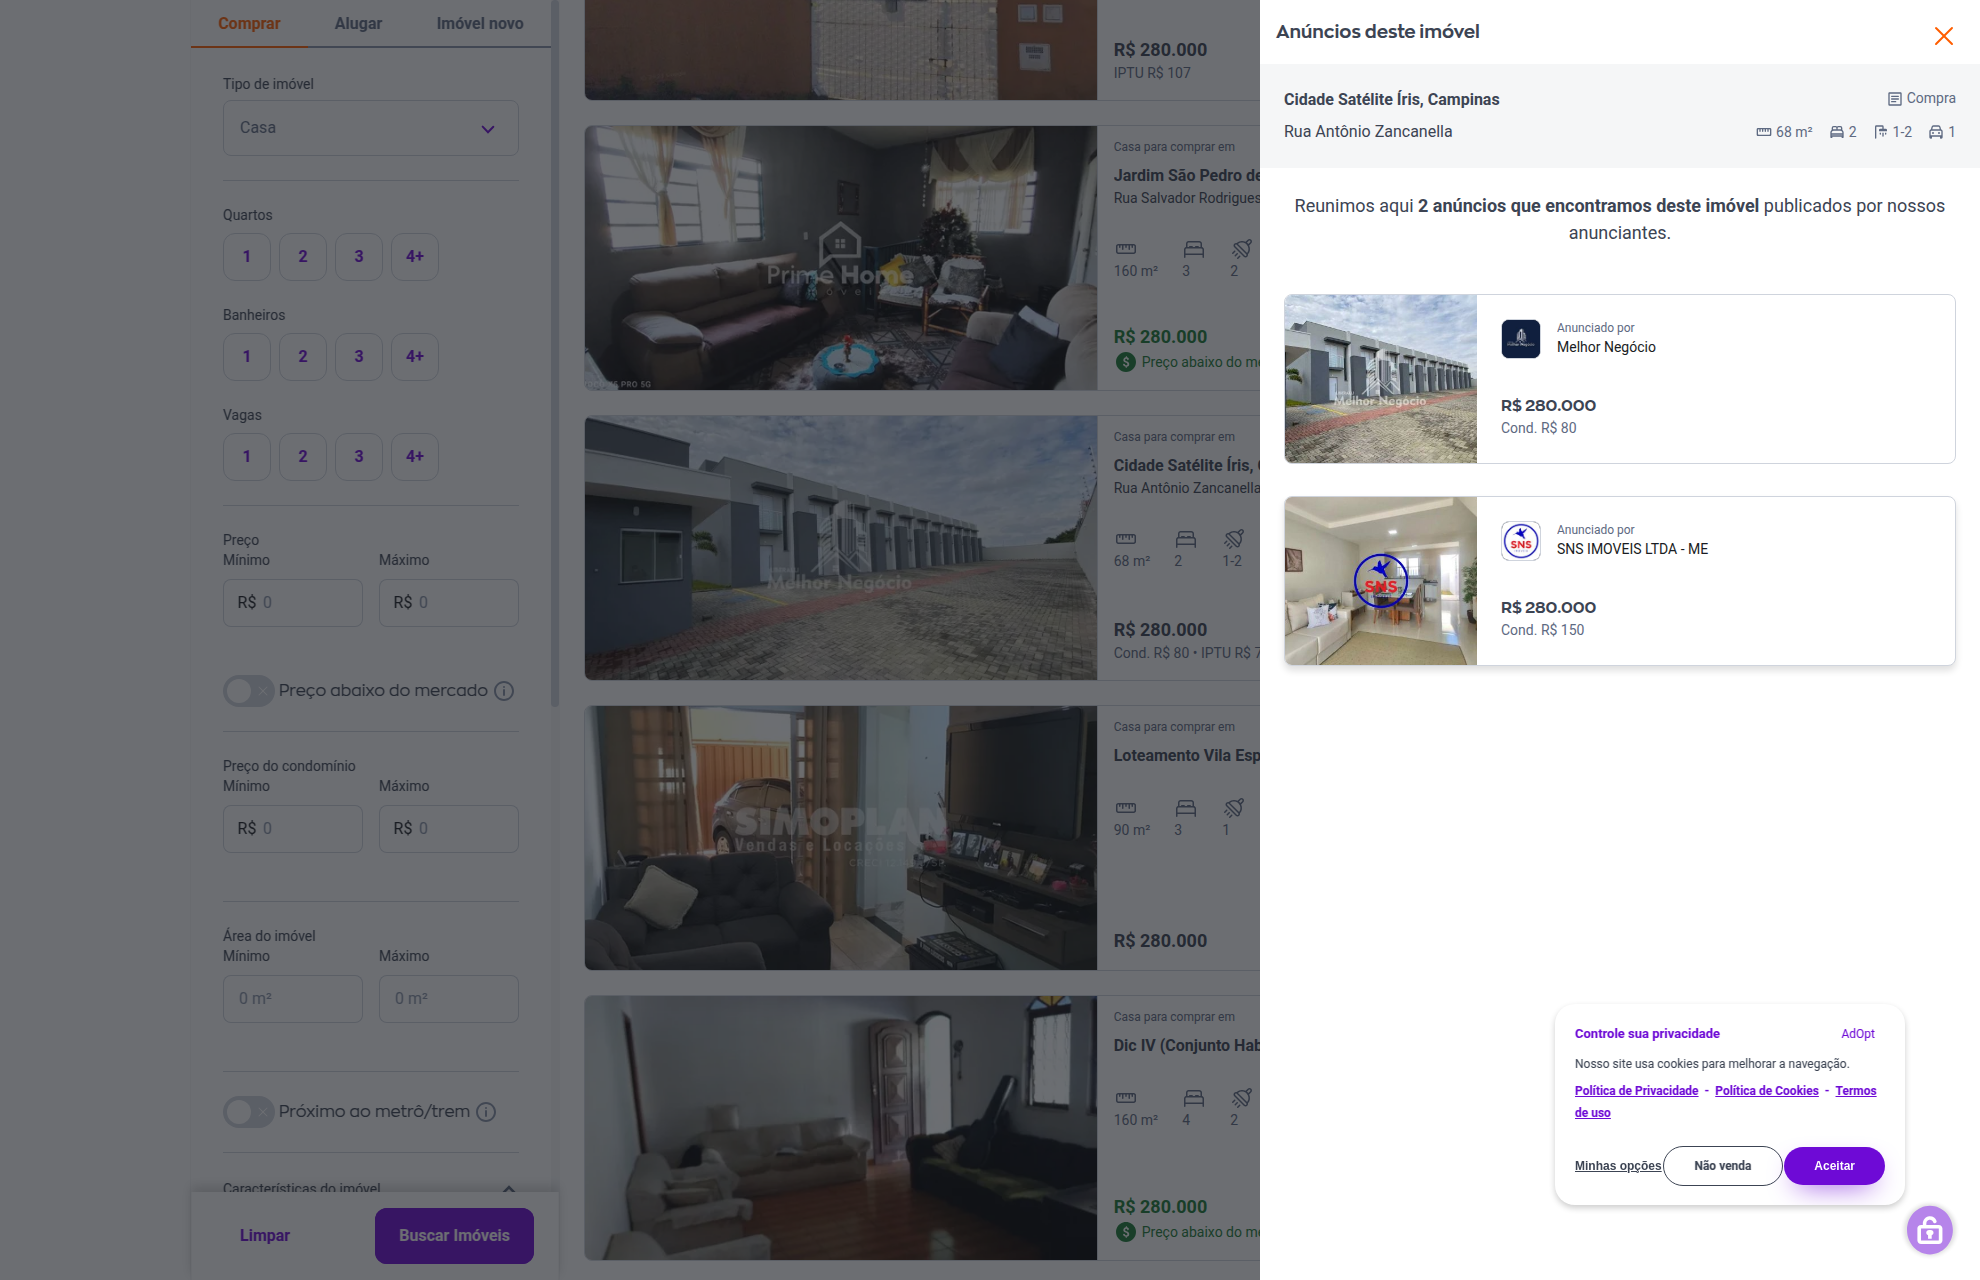 Comprar
Alugar
Imóvel novo
Tipo de imóvel
Casa
Quartos
1
2
3
4+
Banheiros
1
2
3
4+
Vagas
1
2
3
4+
Preço
Mínimo
Máximo
R$ 0
R$ 0
Preço abaixo do mercado
Preço do condomínio
Mínimo
Máximo
R$ 0
R$ 0
Área do imóvel
Mínimo
Máximo
0 m²
0 m²
Próximo ao metrô/trem
Características do imóvel
Limpar
Buscar Imóveis
R$ 280.000
IPTU R$ 107
Prime Home
imóveis
PRO 5G
Casa para comprar em
Jardim São Pedro de
Rua Salvador Rodrigues
160 m²
3
2
R$ 280.000
Preço abaixo do me
Melhor Negócio
Casa para comprar em
Cidade Satélite Íris,
Rua Antônio Zancanella
68 m²
2
1-2
R$ 280.000
Cond. R$ 80 • IPTU R$ 7
SIMOPLAN
Vendas e Locações
Casa para comprar em
Loteamento Vila Esp
90 m²
3
1
R$ 280.000
Casa para comprar em
Dic IV (Conjunto Hab
160 m²
4
2
R$ 280.000
Preço abaixo do me
Anúncios deste imóvel
Cidade Satélite Íris, Campinas
Compra
Rua Antônio Zancanella
68 m²
2
1-2
1
Reunimos aqui 2 anúncios que encontramos deste imóvel publicados por nossos
anunciantes.
Melhor Negócio
Anunciado por
Melhor Negócio
R$ 280.000
Cond. R$ 80
SNS
SNS
Anunciado por
SNS IMOVEIS LTDA - ME
R$ 280.000
Cond. R$ 150
Controle sua privacidade
AdOpt
Nosso site usa cookies para melhorar a navegação.
Política de Privacidade - Política de Cookies - Termos
de uso
Minhas opções
Não venda
Aceitar